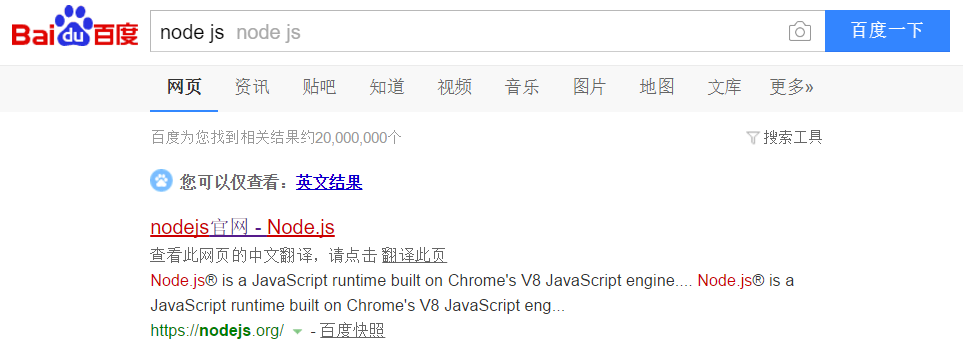 Bai du 百度 node js node js 百度一下
网页 资讯 贴吧 知道 视频 音乐 图片 地图 文库 更多»
百度为您找到相关结果约20,000,000个 搜索工具
您可以仅查看：英文结果
nodejs官网 - Node.js
查看此网页的中文翻译，请点击 翻译此页
Node.js® is a JavaScript runtime built on Chrome's V8 JavaScript engine.... Node.js® is a
JavaScript runtime built on Chrome's V8 JavaScript eng...
https://nodejs.org/ - 百度快照